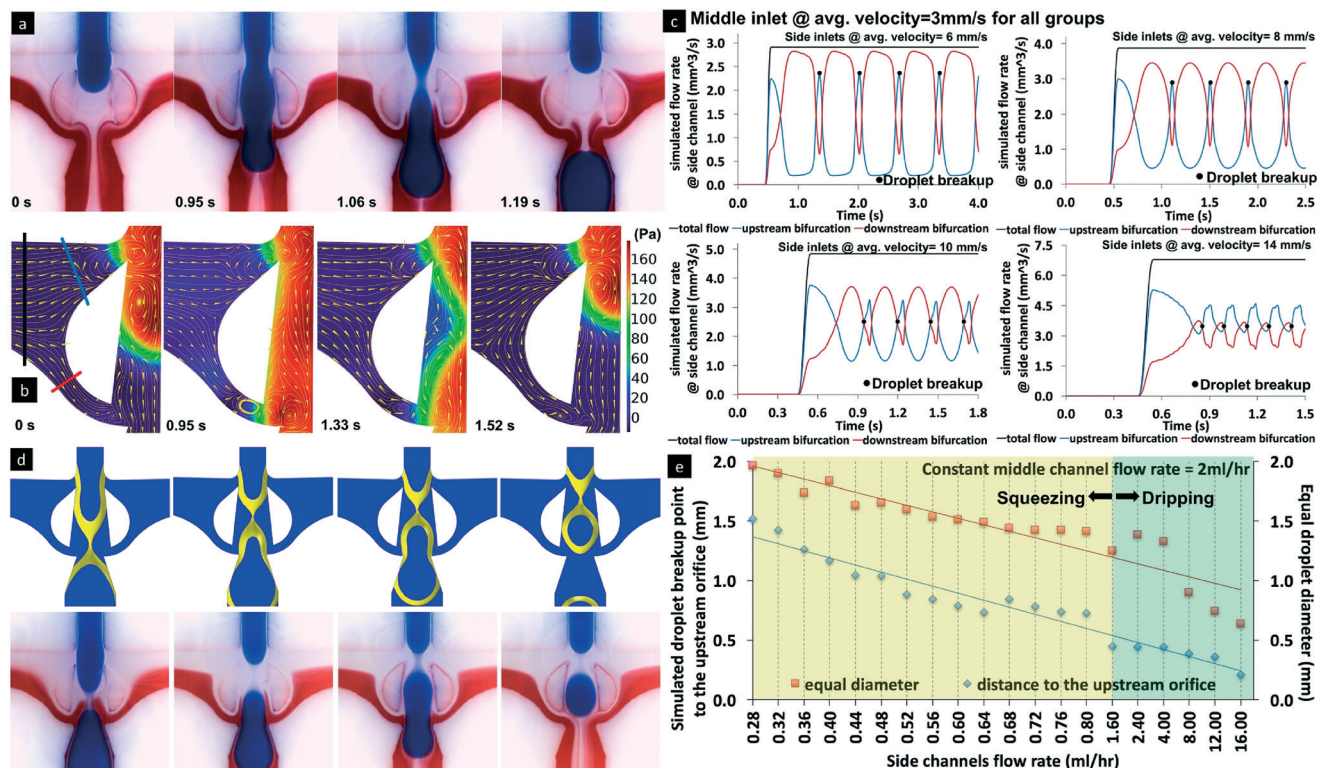 a
0 s
0.95 s
1.06 s
1.19 s
b
(Pa)
160
140
120
100
80
60
40
20
0
0 s
0.95 s
1.33 s
1.52 s
c Middle inlet @ avg. velocity=3mm/s for all groups
Side inlets @ avg. velocity= 6 mm/s
simulated flow rate
@ side channel (mm^3/s)
3.0
2.5
2.0
1.5
1.0
0.5
0.0
Droplet breakup
0.0 1.0 2.0 3.0 4.0
Time (s)
total flow upstream bifurcation downstream bifurcation
Side inlets @ avg. velocity= 8 mm/s
simulated flow rate
@ side channel (mm^3/s)
4.0
3.0
2.0
1.0
0.0
Droplet breakup
0.0 0.5 1.0 1.5 2.0 2.5
Time (s)
total flow upstream bifurcation downstream bifurcation
Side inlets @ avg. velocity= 10 mm/s
simulated flow rate
@ side channel (mm^3/s)
5.0
4.0
3.0
2.0
1.0
0.0
Droplet breakup
0.0 0.3 0.6 0.9 1.2 1.5 1.8
Time (s)
total flow upstream bifurcation downstream bifurcation
Side inlets @ avg. velocity= 14 mm/s
simulated flow rate
@ side channel (mm^3/s)
7.5
6.0
4.5
3.0
1.5
0.0
Droplet breakup
0.0 0.3 0.6 0.9 1.2 1.5
Time (s)
total flow upstream bifurcation downstream bifurcation
d
e
Constant middle channel flow rate = 2ml/hr
Squeezing Dripping
Simulated droplet breakup point
to the upstream orifice (mm)
2.0
1.5
1.0
0.5
0.0
Equal droplet diameter (mm)
2.0
1.5
1.0
0.5
0.0
equal diameter distance to the upstream orifice
0.28 0.32 0.36 0.40 0.44 0.48 0.52 0.56 0.60 0.64 0.68 0.72 0.76 0.80 1.60 2.40 4.00 8.00 12.00 16.00
Side channels flow rate (ml/hr)